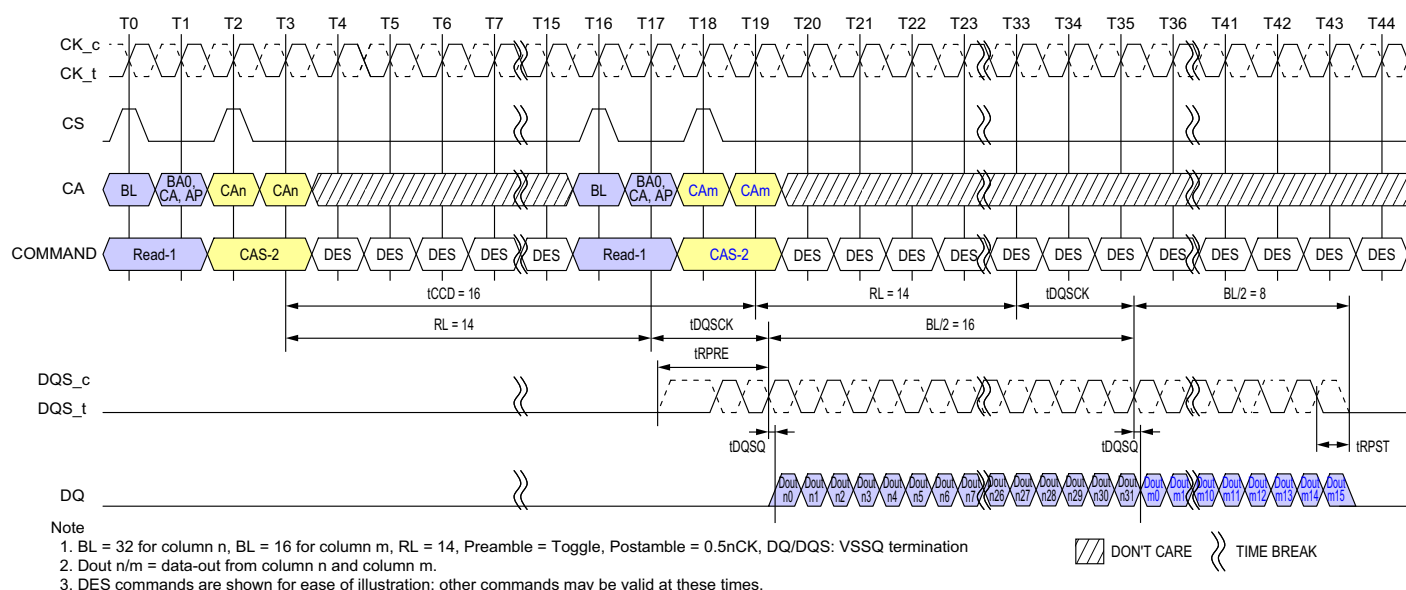 T0 T1 T2 T3 T4 T5 T6 T7 T15 T16 T17 T18 T19 T20 T21 T22 T23 T33 T34 T35 T36 T41 T42 T43 T44
CK_c
CK_t
CS
CA BL BA0, CA, AP CAn CAn BL BA0, CA, AP CAm CAm
COMMAND Read-1 CAS-2 DES DES DES DES DES Read-1 CAS-2 DES DES DES DES DES DES DES DES DES DES DES DES
tCCD = 16 RL = 14 tDQSCK BL/2 = 8
RL = 14 tDQSCK BL/2 = 16
tRPRE
DQS_c
DQS_t
tDQSQ tDQSQ tRPST
DQ Dout n0 Dout n1 Dout n2 Dout n3 Dout n4 Dout n5 Dout n6 Dout n7 Dout n26 Dout n27 Dout n28 Dout n29 Dout n30 Dout n31 Dout m0 Dout m1 Dout m10 Dout m11 Dout m12 Dout m13 Dout m14 Dout m15
Note
1. BL = 32 for column n, BL = 16 for column m, RL = 14, Preamble = Toggle, Postamble = 0.5nCK, DQ/DQS: VSSQ termination
2. Dout n/m = data-out from column n and column m.
3. DES commands are shown for ease of illustration; other commands may be valid at these times.
DON'T CARE TIME BREAK